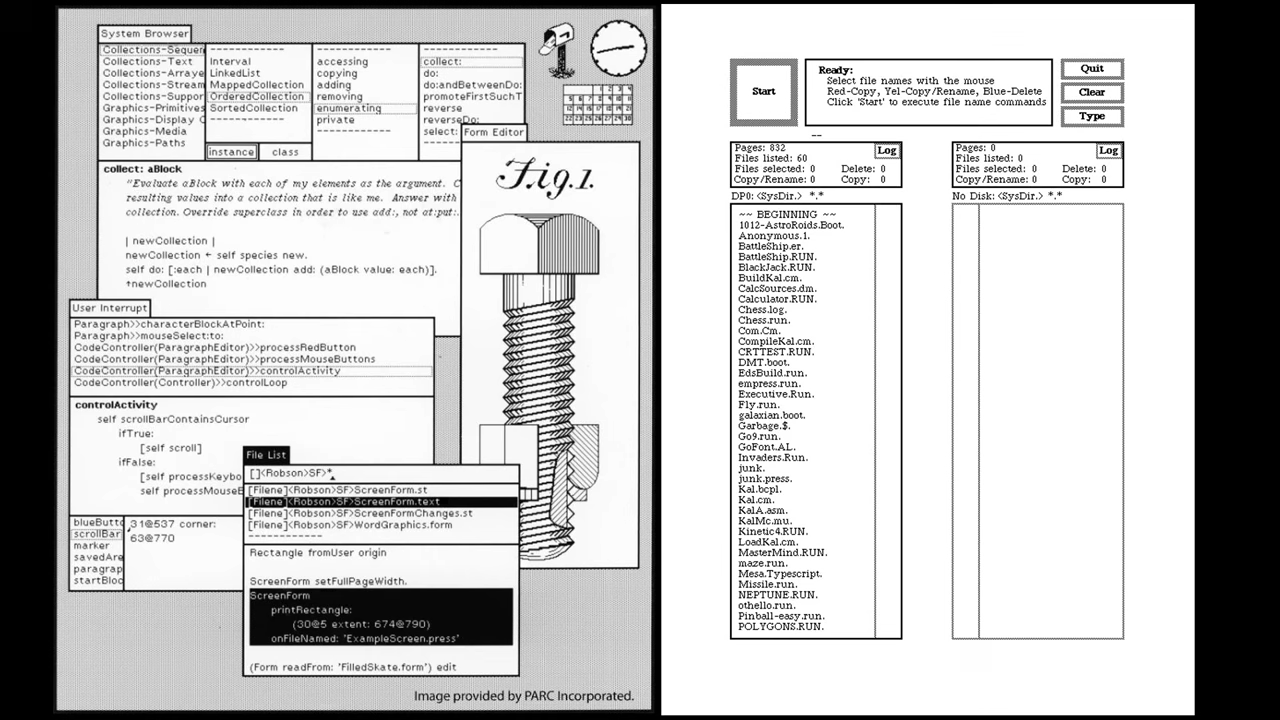 System Browser
Collections-Sequen
Collections-Text
Collections-Arraye
Collections-Stream
Collections-Suppor
Graphics-Primitives
Graphics-Display
Graphics-Media
Graphics-Paths
------------
Interval
LinkedList
MappedCollection
OrderedCollection
SortedCollection
------------
instance
class
------------
accessing
copying
adding
removing
enumerating
private
------------
------------
collect:
do:
do:andBetweenDo:
promoteFirstSuchT
reverse
reverseDo:
select:
collect: aBlock
"Evaluate aBlock with each of my elements as the argument. C
resulting values into a collection that is like me. Answer with
collection. Override superclass in order to use add:, not at:put:.
| newCollection |
newCollection ← self species new.
self do: [:each | newCollection add: (aBlock value: each)].
↑newCollection
Form Editor
Fig.1.
User Interrupt
Paragraph>>characterBlockAtPoint:
Paragraph>>mouseSelect:to:
CodeController(ParagraphEditor)>>processRedButton
CodeController(ParagraphEditor)>>processMouseButtons
CodeController(ParagraphEditor)>>controlActivity
CodeController(Controller)>>controlLoop
controlActivity
self scrollBarContainsCursor
ifTrue:
[self scroll]
ifFalse:
[self processKeybo
self processMouseB
blueButto
scrollBar
marker
savedAre
paragrap
startBloc
31@537 corner:
63@770
File List
[]<Robson>SF>*
[Filene]<Robson>SF>ScreenForm.st
[Filene]<Robson>SF>ScreenForm.text
[Filene]<Robson>SF>ScreenFormChanges.st
[Filene]<Robson>SF>WordGraphics.form
------------
Rectangle fromUser origin
ScreenForm setFullPageWidth.
ScreenForm
printRectangle:
(30@5 extent: 674@790)
onFileNamed: 'ExampleScreen.press'
(Form readFrom: 'FilledSkate.form') edit
Image provided by PARC Incorporated.
Start
Ready:
Select file names with the mouse
Red-Copy, Yel-Copy/Rename, Blue-Delete
Click 'Start' to execute file name commands
Quit
Clear
Type
Pages: 832
Files listed: 60
Files selected: 0 Delete: 0
Copy/Rename: 0 Copy: 0
Log
DP0: <SysDir.> *.*
~~ BEGINNING ~~
1012-AstroRoids.Boot.
Anonymous.1.
BattleShip.er.
BattleShip.RUN.
BlackJack.RUN.
BuildKal.cm.
CalcSources.dm.
Calculator.RUN.
Chess.log.
Chess.run.
Com.Cm.
CompileKal.cm.
CRTTEST.RUN.
DMT.boot.
EdsBuild.run.
empress.run.
Executive.Run.
Fly.run.
galaxian.boot.
Garbage.$.
Go9.run.
GoFont.AL.
Invaders.Run.
junk.
junk.press.
Kal.bcpl.
Kal.cm.
KalA.asm.
KalMc.mu.
Kinetic4.RUN.
LoadKal.cm.
MasterMind.RUN.
maze.run.
Mesa.Typescript.
Missile.run.
NEPTUNE.RUN.
othello.run.
Pinball-easy.run.
POLYGONS.RUN.
Pages: 0
Files listed: 0
Files selected: 0 Delete: 0
Copy/Rename: 0 Copy: 0
Log
No Disk: <SysDir.> *.*